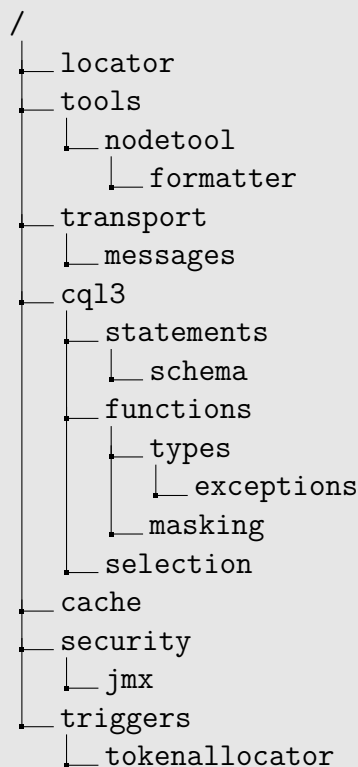 /
locator
tools
nodetool
formatter
transport
messages
cql3
statements
schema
functions
types
exceptions
masking
selection
cache
security
jmx
triggers
tokenallocator